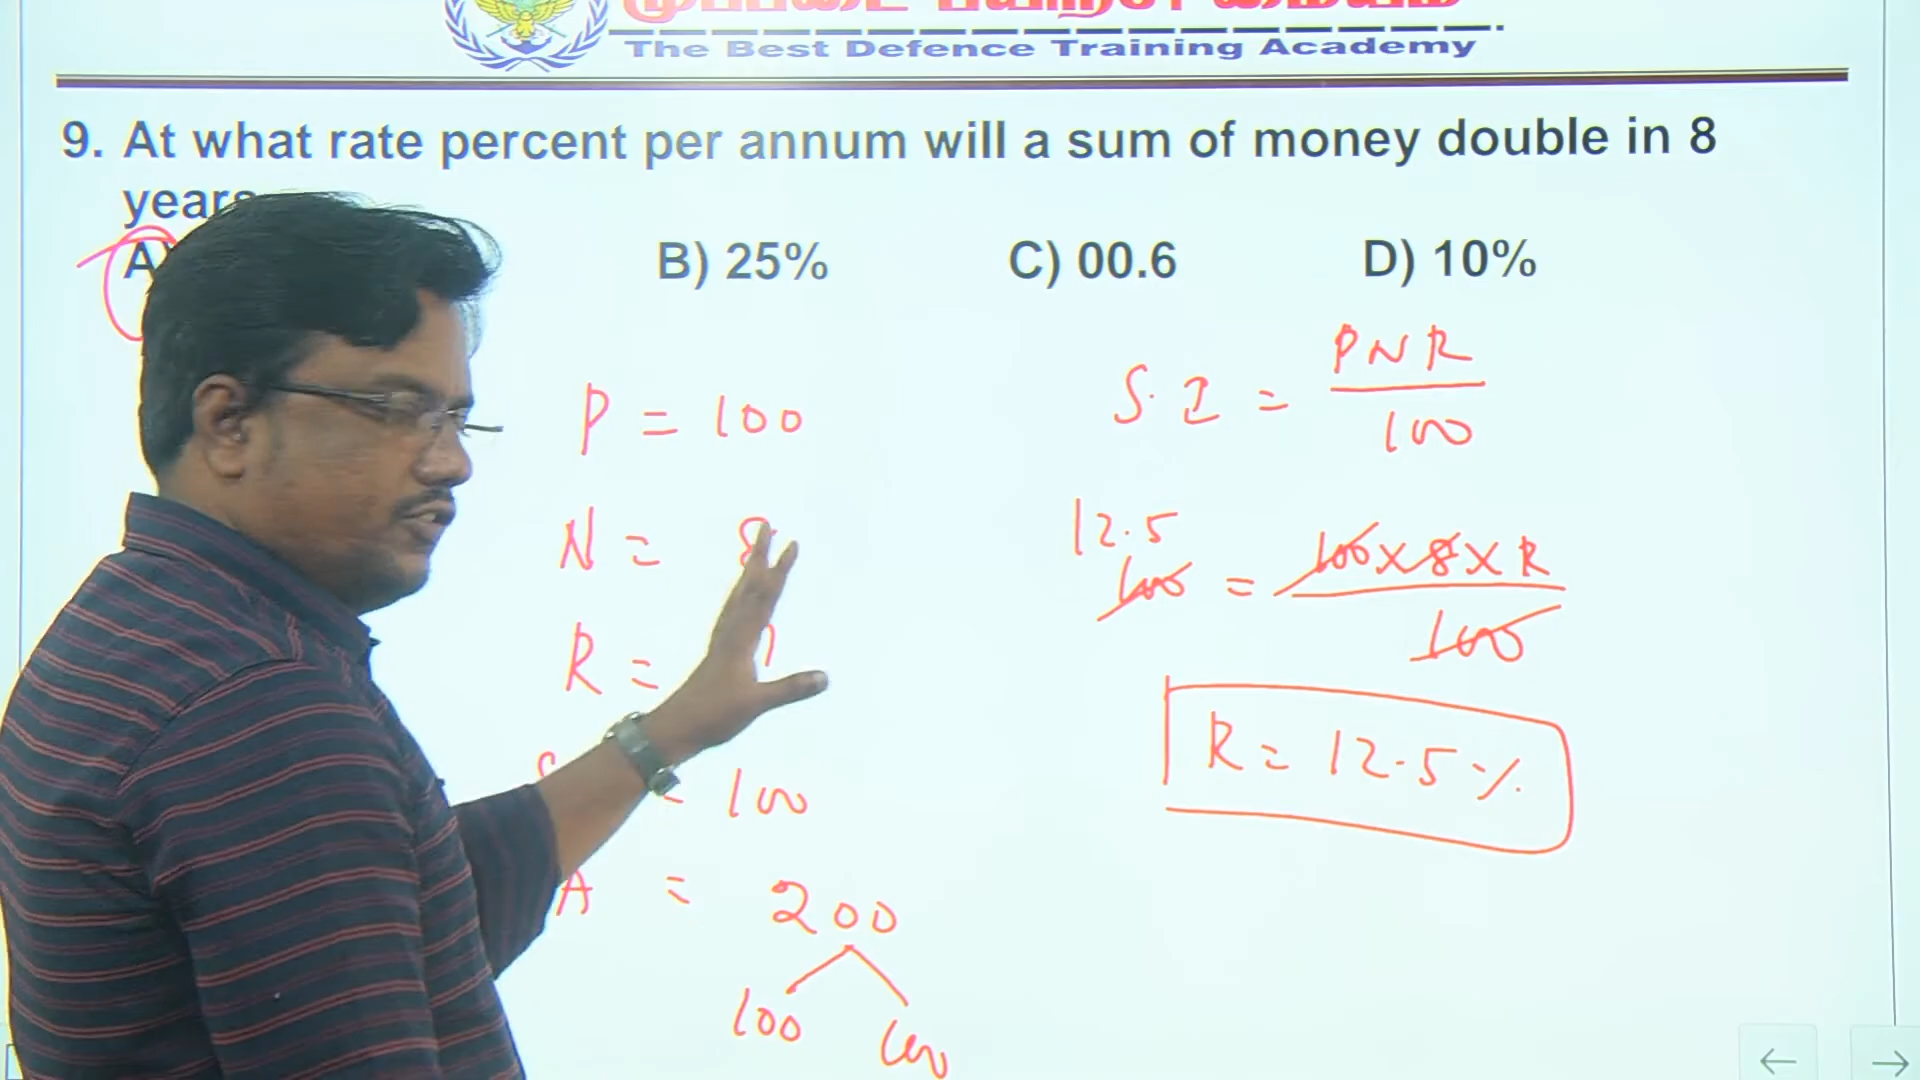 The Best Defence Training Academy
9. At what rate percent per annum will a sum of money double in 8
years
A) B) 25% C) 00.6 D) 10%
P = 100
N = 8
R = ?
= 100
A = 200
100 100
S.I = PNR
100
12.5
100 = 100 x 8 x R
100
R = 12.5 %